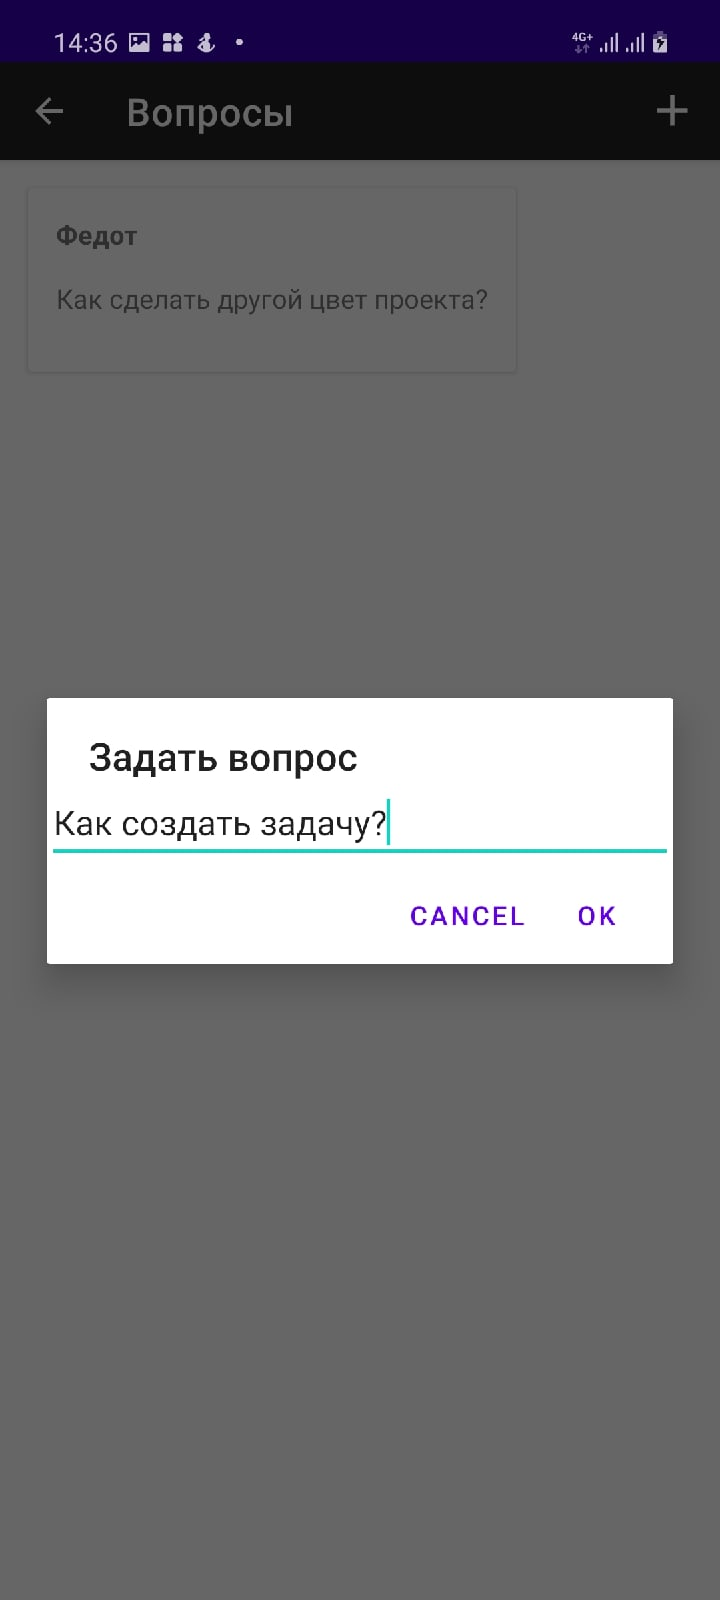 14:36
4G+
Вопросы
Федот
Как сделать другой цвет проекта?
Задать вопрос
Как создать задачу?
CANCEL OK